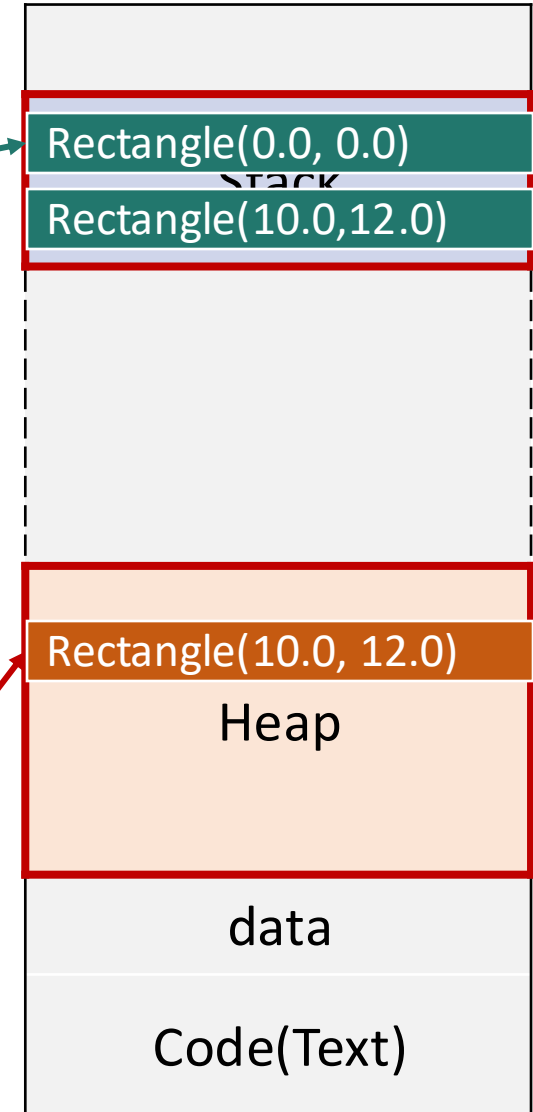 Rectangle(0.0, 0.0)
Stack
Rectangle(10.0,12.0)
Rectangle(10.0, 12.0)
Heap
data
Code(Text)